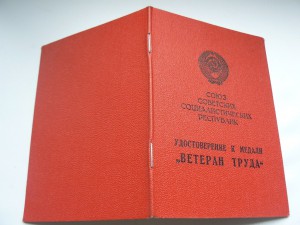 СОЮЗ
СОВЕТСКИХ
СОЦИАЛИСТИЧЕСКИХ
РЕСПУБЛИК
УДОСТОВЕРЕНИЕ К МЕДАЛИ
„ВЕТЕРАН ТРУДА“